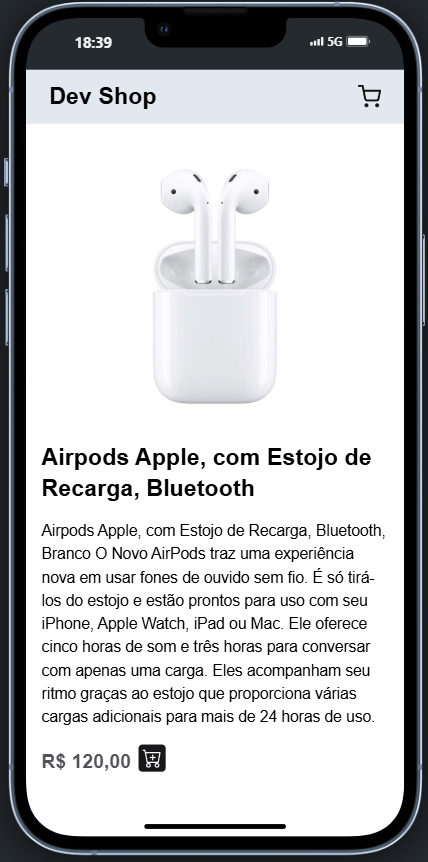 18:39
5G
Dev Shop
Airpods Apple, com Estojo de
Recarga, Bluetooth
Airpods Apple, com Estojo de Recarga, Bluetooth,
Branco O Novo AirPods traz uma experiência
nova em usar fones de ouvido sem fio. É só tirá-
los do estojo e estão prontos para uso com seu
iPhone, Apple Watch, iPad ou Mac. Ele oferece
cinco horas de som e três horas para conversar
com apenas uma carga. Eles acompanham seu
ritmo graças ao estojo que proporciona várias
cargas adicionais para mais de 24 horas de uso.
R$ 120,00